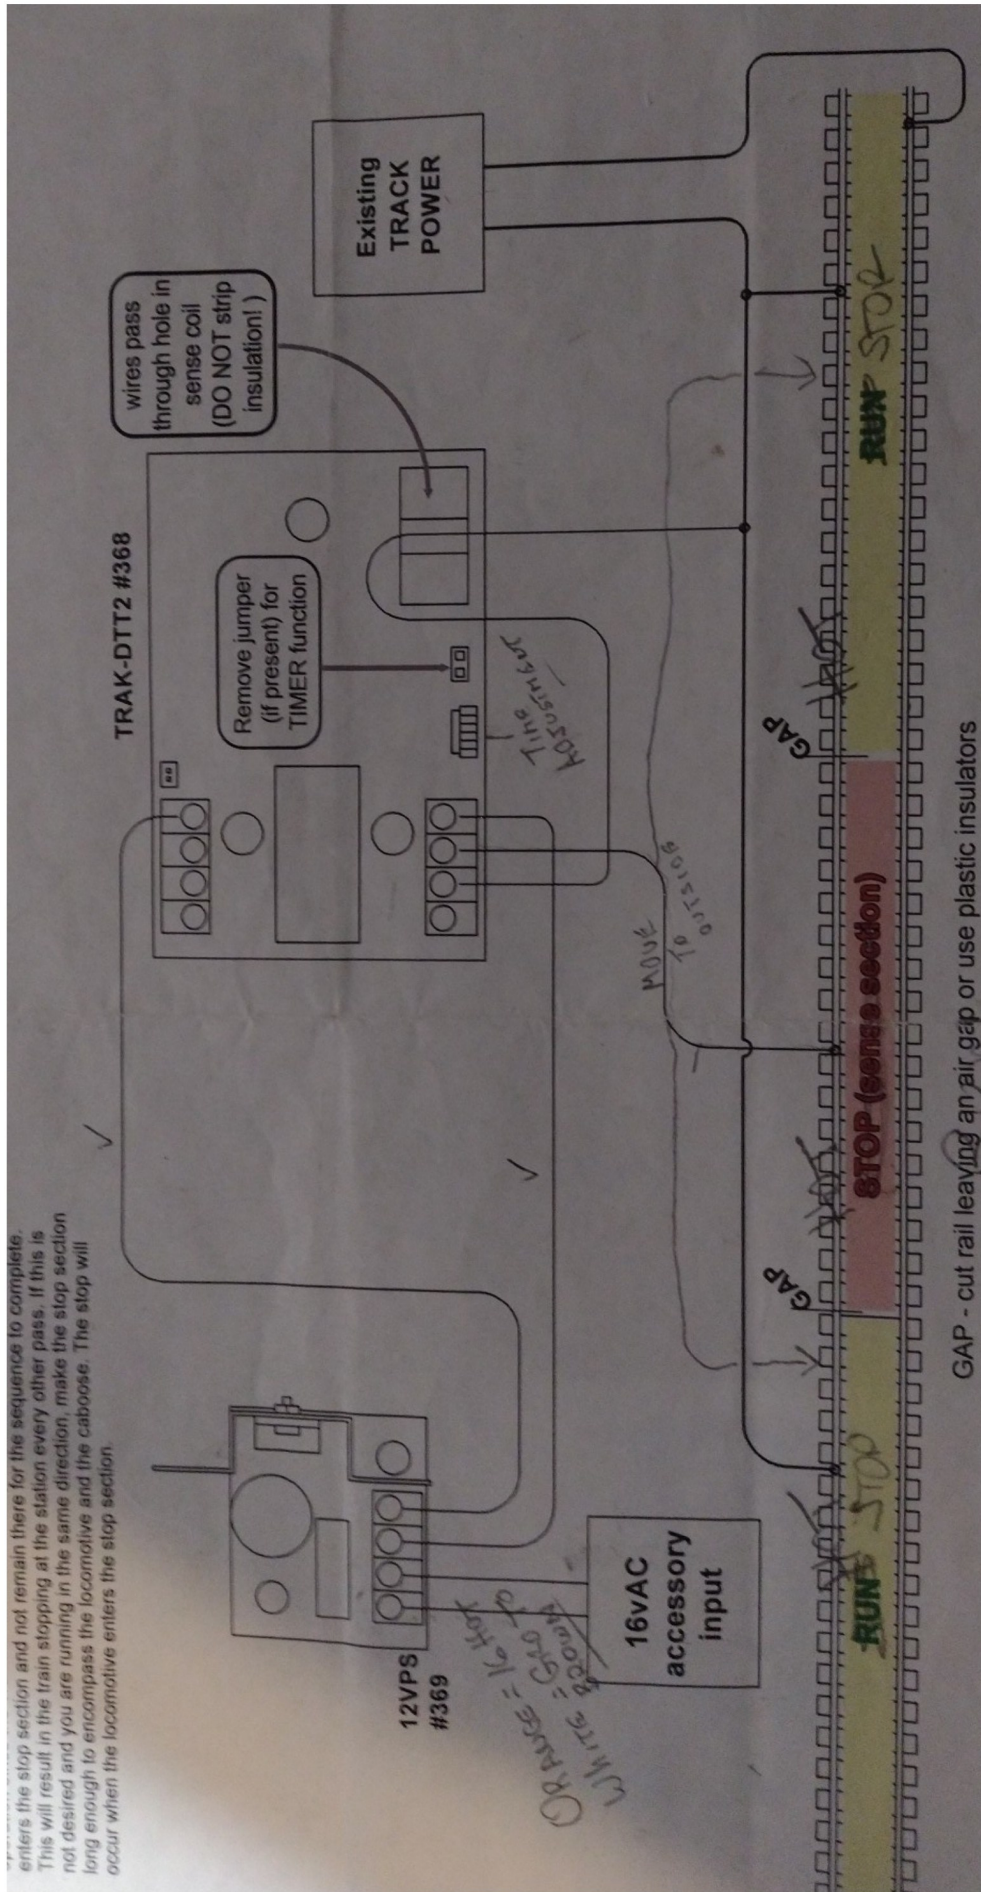 enters the stop section and not remain there for the sequence to complete.
This will result in the train stopping at the station every other pass. If this is
not desired and you are running in the same direction, make the stop section
long enough to encompass the locomotive and the caboose. The stop will
occur when the locomotive enters the stop section.
TRAK-DTT2 #368
wires pass
through hole in
sense coil
(DO NOT strip
insulation! )
Remove jumper
(if present) for
TIMER function
Existing
TRACK
POWER
TIME
ADJUSTMENT
12VPS
#369
ORANGE = 16 HOT
WHITE = GND TO
BROWN
16vAC
accessory
input
MOVE
TO
OUTSIDE
GAP
GAP
RUN STOP
STOP (sense section)
RUN STOP
GAP - cut rail leaving an air gap or use plastic insulators